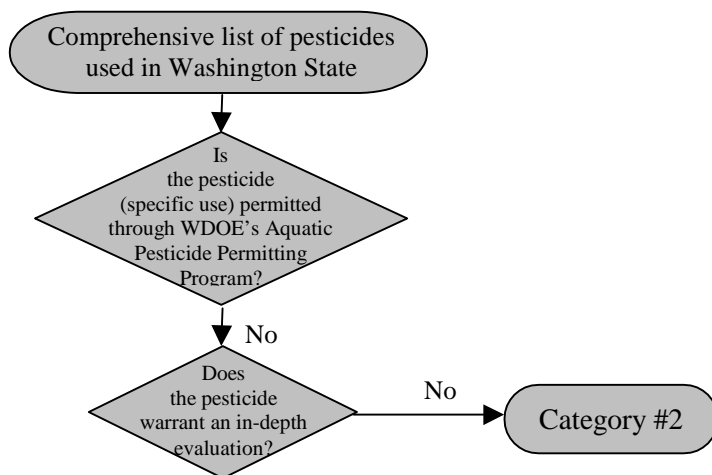 Comprehensive list of pesticides
used in Washington State
Is
the pesticide
(specific use) permitted
through WDOE's Aquatic
Pesticide Permitting
Program?
No
Does
the pesticide
warrant an in-depth
evaluation?
No
Category #2